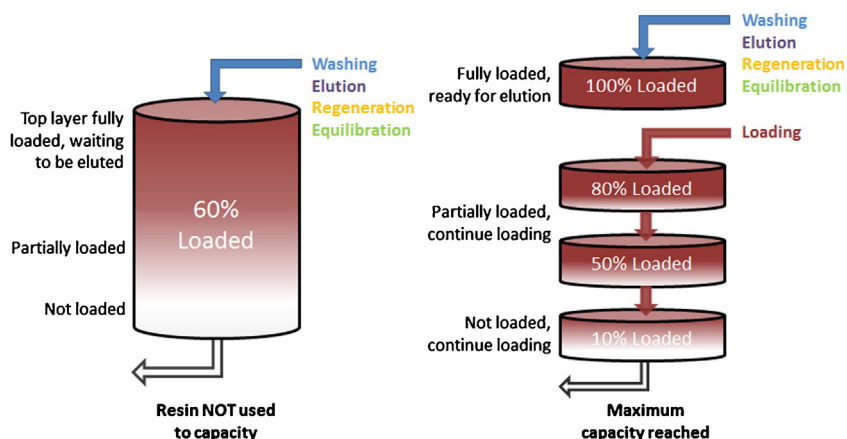 Washing
Elution
Regeneration
Equilibration
Top layer fully
loaded, waiting
to be eluted
60%
Loaded
Partially loaded
Not loaded
Resin NOT used
to capacity
Washing
Elution
Regeneration
Equilibration
Fully loaded,
ready for elution
100% Loaded
Loading
80% Loaded
Partially loaded,
continue loading
50% Loaded
Not loaded,
continue loading
10% Loaded
Maximum
capacity reached